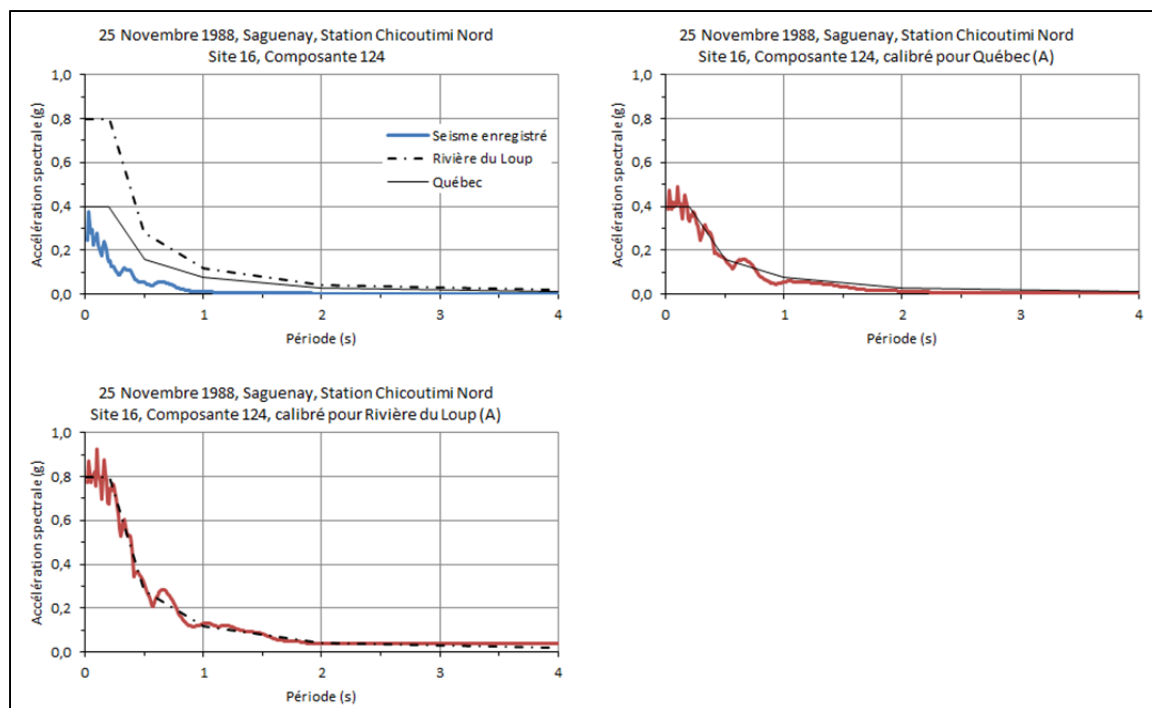 25 Novembre 1988, Saguenay, Station Chicoutimi Nord
Site 16, Composante 124
Accélération spectrale (g)
1,0
0,8
0,6
0,4
0,2
0,0
Seisme enregistré
Rivière du Loup
Québec
0 1 2 3 4
Période (s)
25 Novembre 1988, Saguenay, Station Chicoutimi Nord
Site 16, Composante 124, calibré pour Québec (A)
Accélération spectrale (g)
1,0
0,8
0,6
0,4
0,2
0,0
0 1 2 3 4
Période (s)
25 Novembre 1988, Saguenay, Station Chicoutimi Nord
Site 16, Composante 124, calibré pour Rivière du Loup (A)
Accélération spectrale (g)
1,0
0,8
0,6
0,4
0,2
0,0
0 1 2 3 4
Période (s)